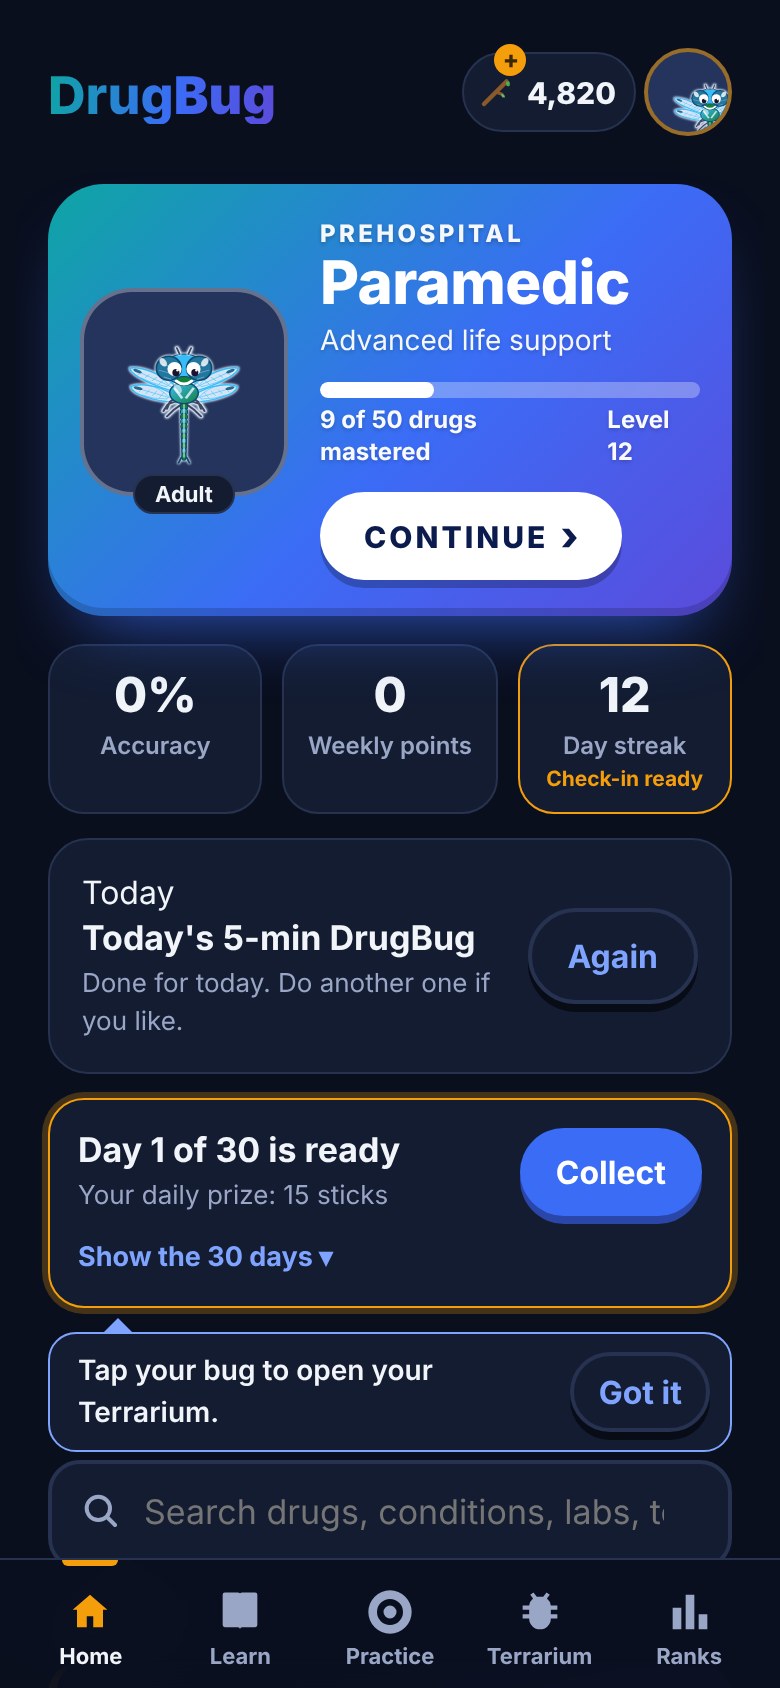 DrugBug
4,820
PREHOSPITAL
Paramedic
Advanced life support
9 of 50 drugs
mastered
Level
12
Adult
CONTINUE ›
0%
Accuracy
0
Weekly points
12
Day streak
Check-in ready
Today
Today's 5-min DrugBug
Done for today. Do another one if
you like.
Again
Day 1 of 30 is ready
Your daily prize: 15 sticks
Collect
Show the 30 days ▾
Tap your bug to open your
Terrarium.
Got it
Search drugs, conditions, labs,
Home
Learn
Practice
Terrarium
Ranks